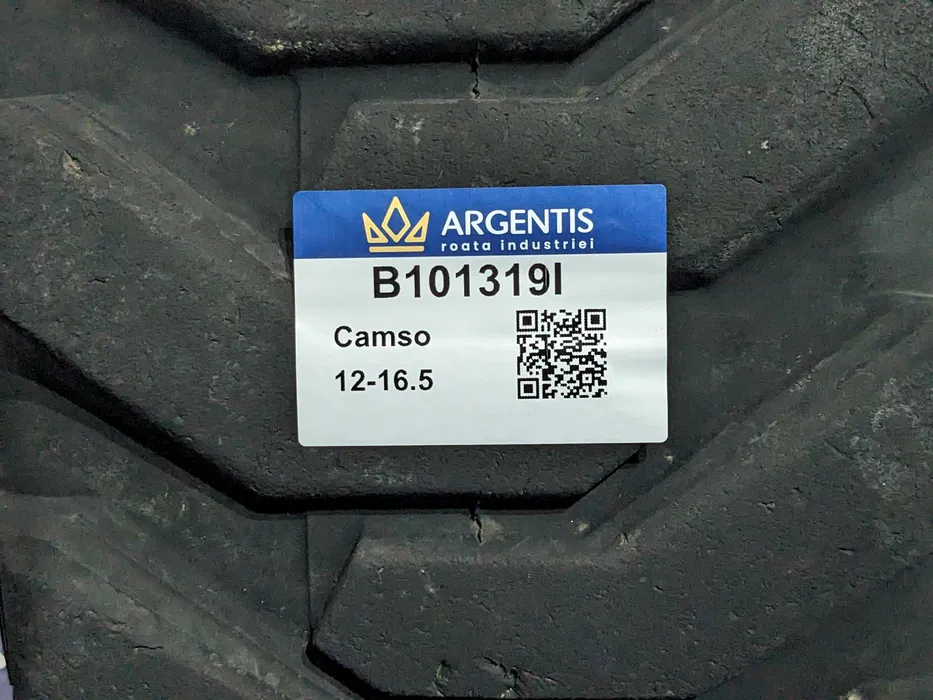 ARGENTIS
roata industriei
B101319I
Camso
12-16.5